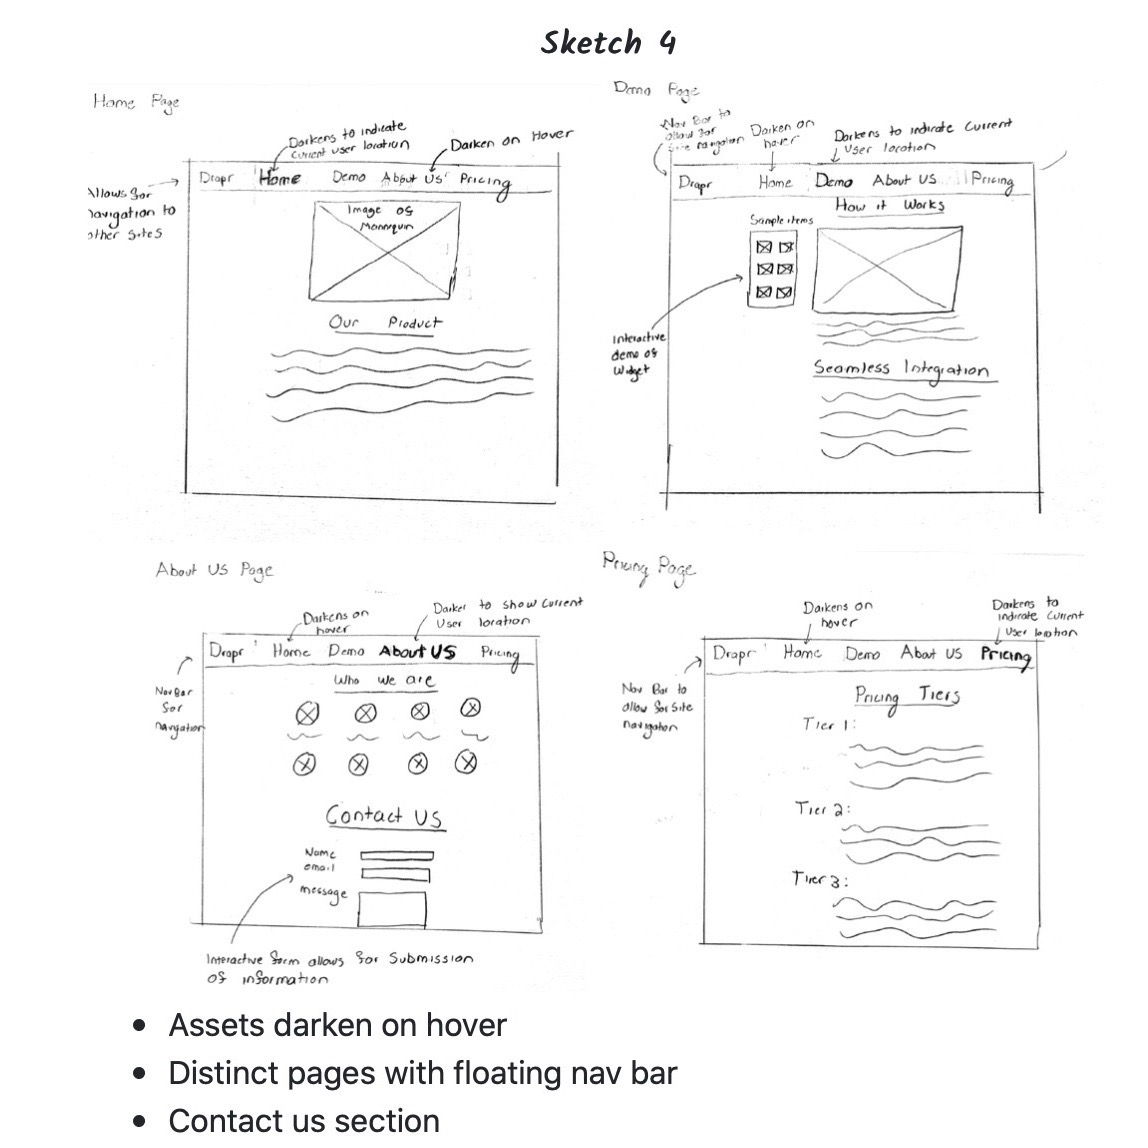 Sketch 4
Home Page
Darkens to indicate
current user location
Darken on Hover
Allows for
navigation to
other sites
Drapr Home Demo About Us Pricing
Image of
Mannequin
Our Product
Demo Page
Nav Bar to
allow for
site navigation
Darken on
hover
Darkens to indicate current
User location
Drapr Home Demo About US Pricing
How it Works
Sample items
Interactive
demo of
Widget
Seamless Integration
About US Page
Darkens on
hover
Darken to show current
User location
Drapr Home Demo About US Pricing
Nav Bar
for
navigation
Who we are
Contact US
Name
email
message
Interactive form allows for Submission
of information
Pricing Page
Darkens on
hover
Darkens to
indicate current
User location
Drapr Home Demo About US Pricing
Nav Bar to
allow for site
navigation
Pricing Tiers
Tier 1:
Tier 2:
Tier 3:
• Assets darken on hover
• Distinct pages with floating nav bar
• Contact us section